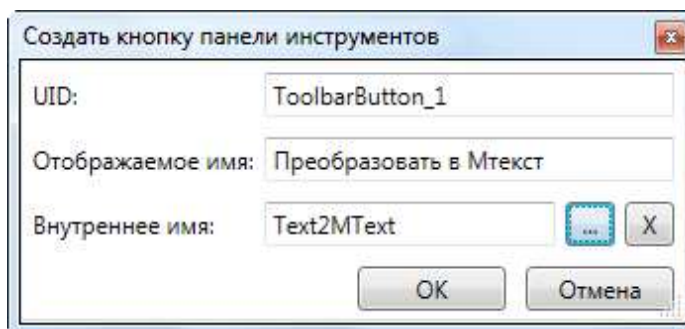 Создать кнопку панели инструментов x
UID: ToolbarButton_1
Отображаемое имя: Преобразовать в Мтекст
Внутреннее имя: Text2MText ... X
OK Отмена